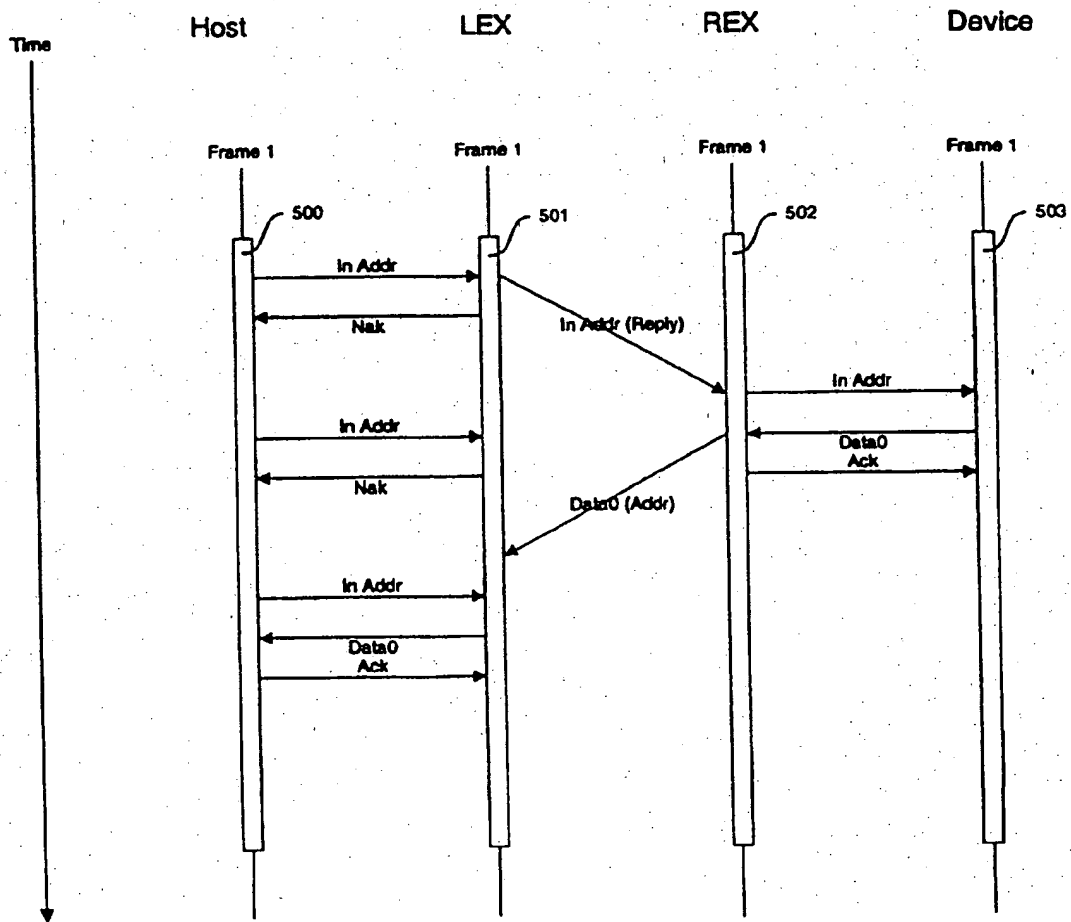 Host LEX REX Device
Time
Frame 1 Frame 1 Frame 1 Frame 1
500 501 502 503
In Addr
Nak
In Addr (Reply)
In Addr
In Addr
Data0
Ack
Nak
Data0 (Addr)
In Addr
Data0
Ack